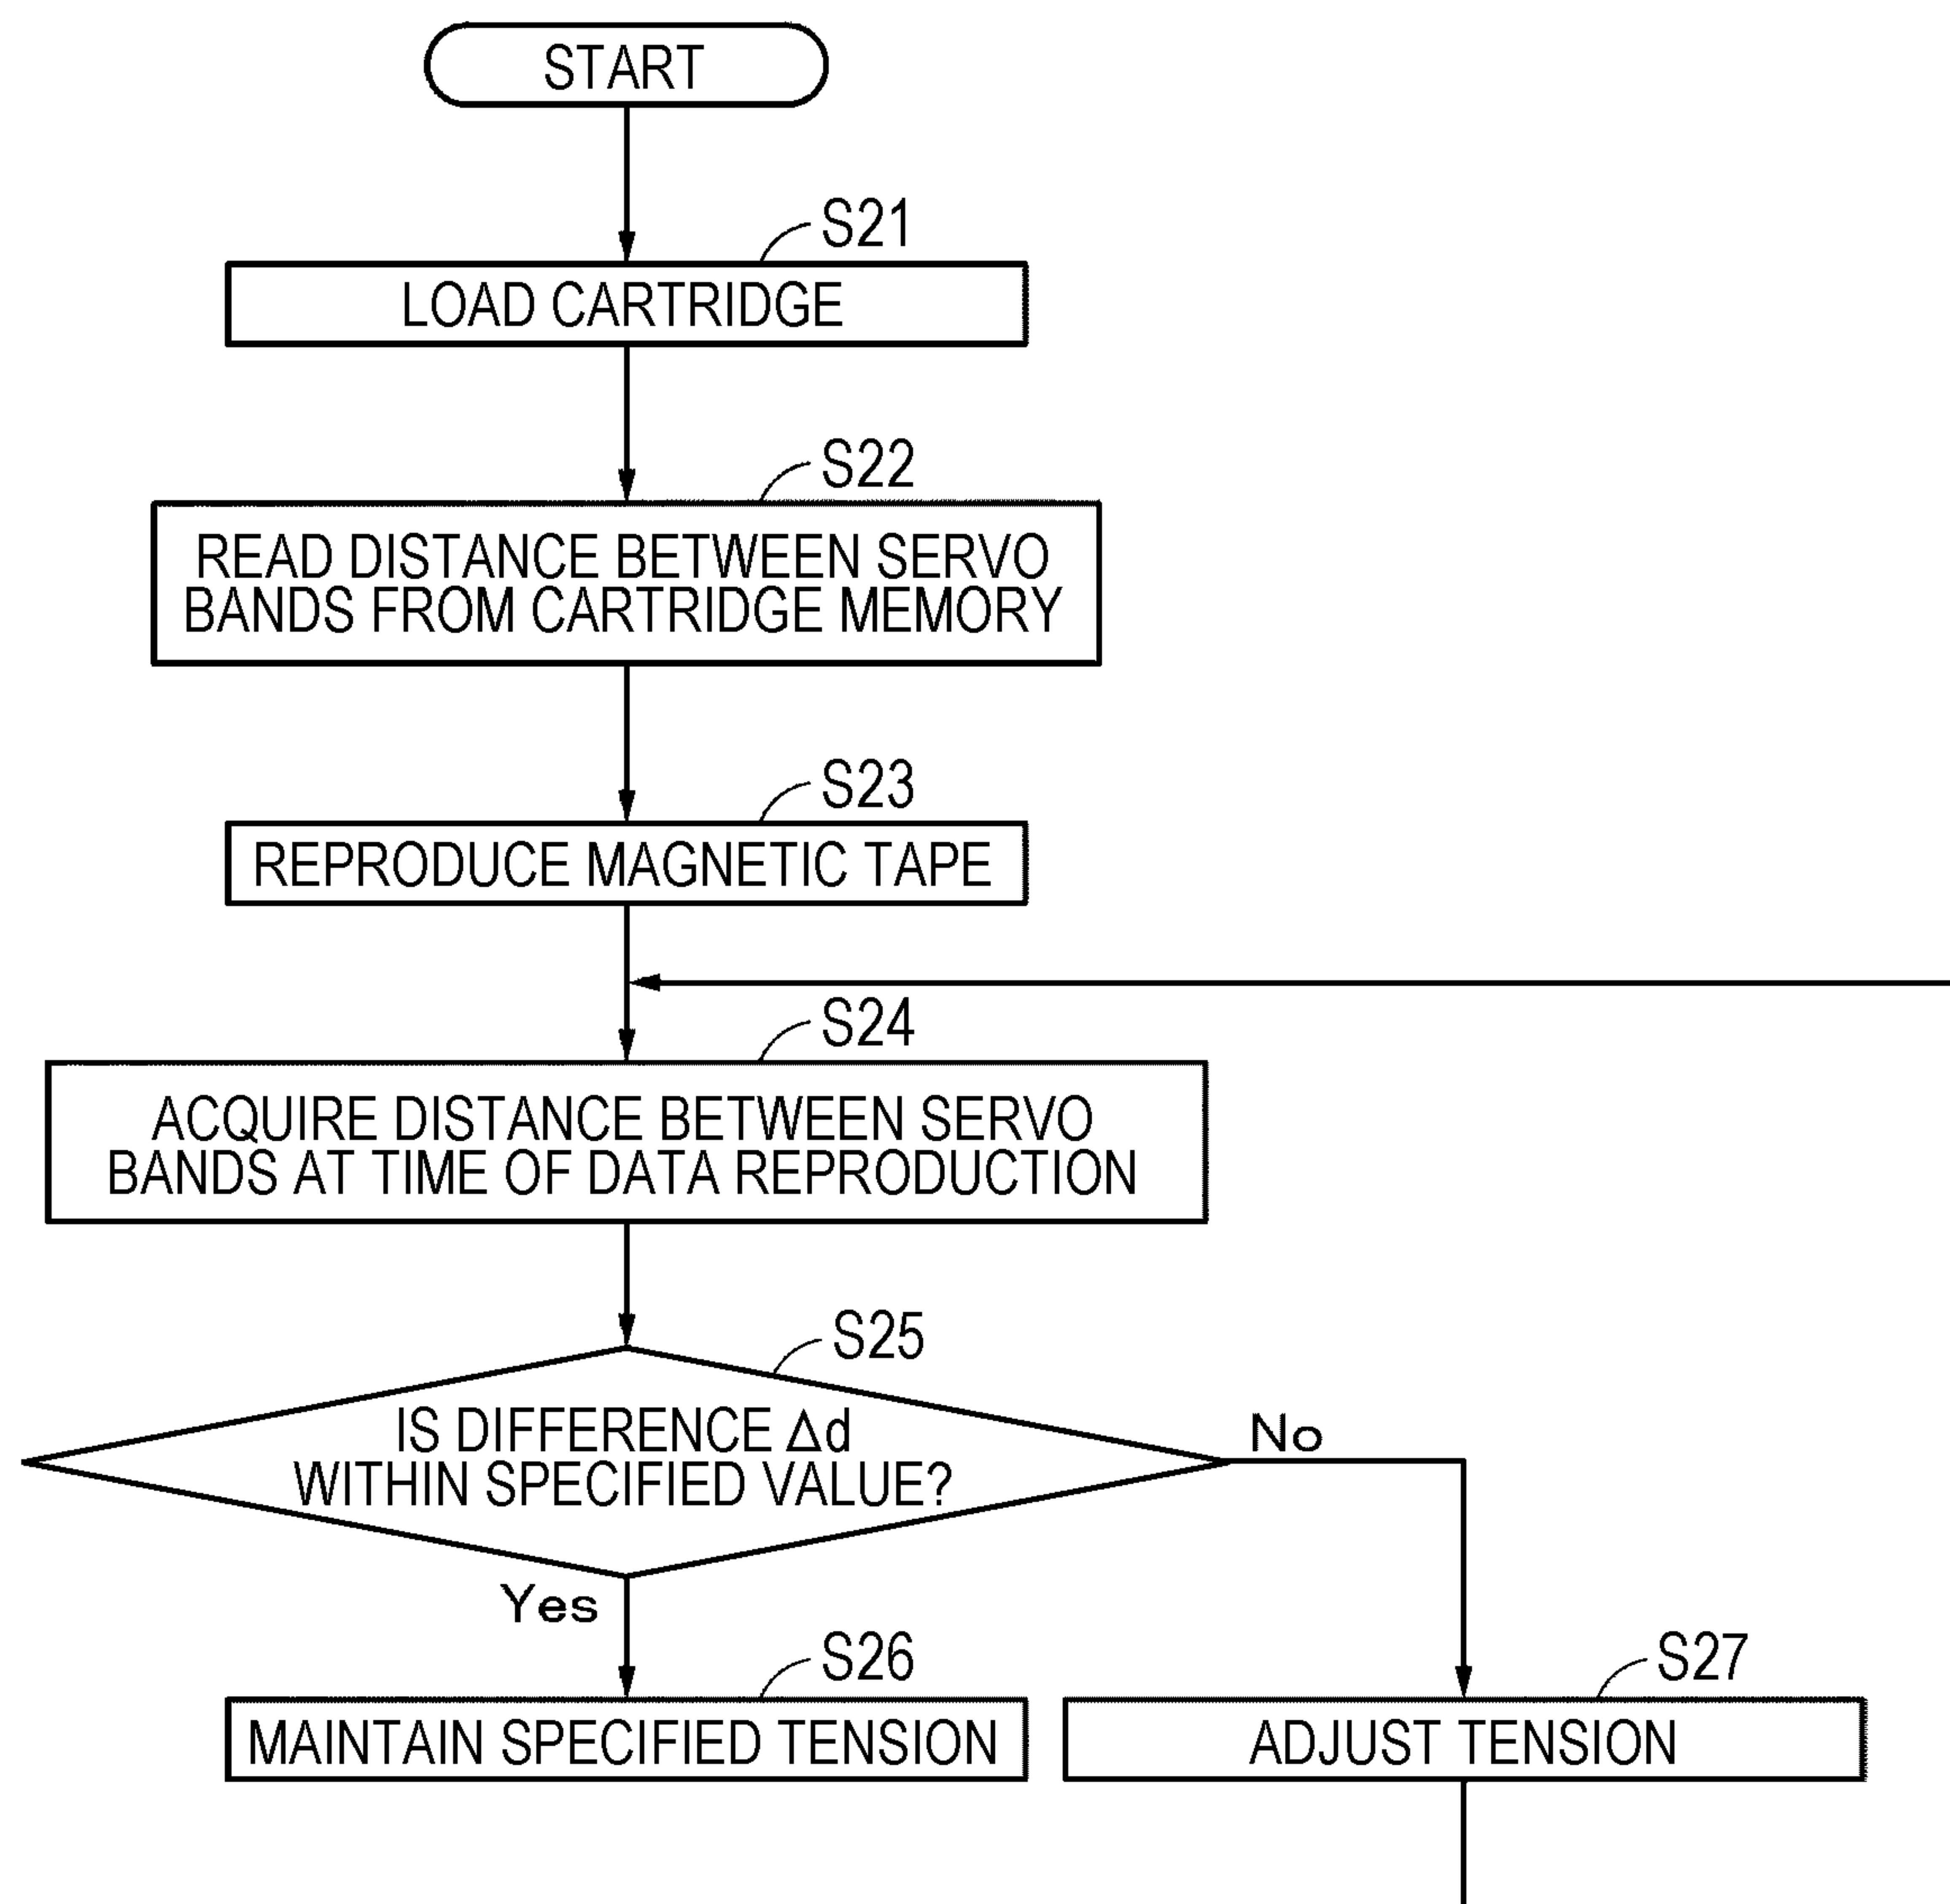 START
S21
LOAD CARTRIDGE
S22
READ DISTANCE BETWEEN SERVO
BANDS FROM CARTRIDGE MEMORY
S23
REPRODUCE MAGNETIC TAPE
S24
ACQUIRE DISTANCE BETWEEN SERVO
BANDS AT TIME OF DATA REPRODUCTION
S25
IS DIFFERENCE Δd
WITHIN SPECIFIED VALUE?
No
Yes
S26
MAINTAIN SPECIFIED TENSION
S27
ADJUST TENSION